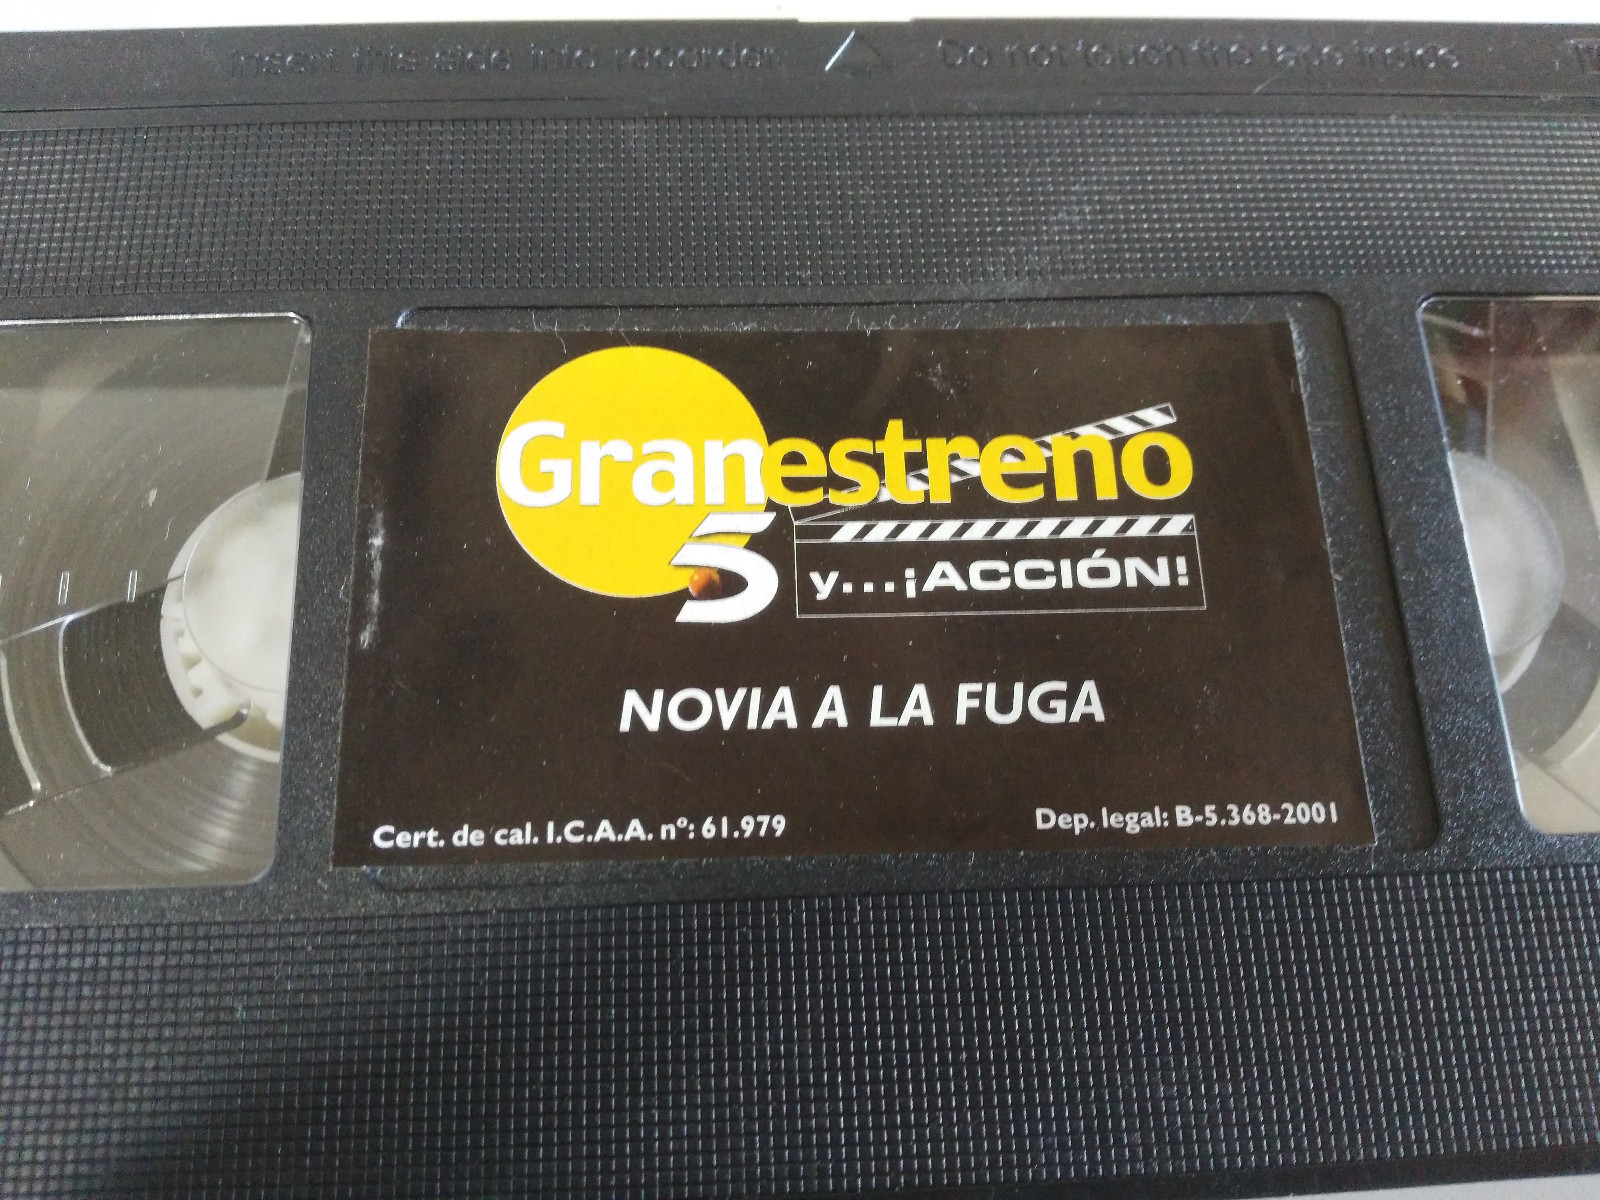 Insert this side into recorder Do not touch the tape inside
Granestreno
5
y...¡ACCIÓN!
NOVIA A LA FUGA
Cert. de cal. I.C.A.A. nº: 61.979 Dep. legal: B-5.368-2001